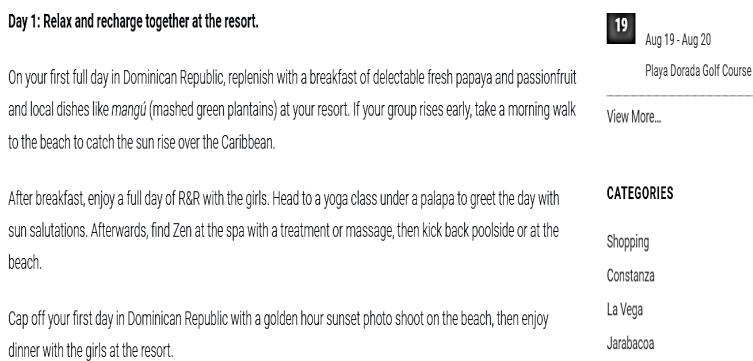 Day 1: Relax and recharge together at the resort.
On your first full day in Dominican Republic, replenish with a breakfast of delectable fresh papaya and passionfruit
and local dishes like mangú (mashed green plantains) at your resort. If your group rises early, take a morning walk
to the beach to catch the sun rise over the Caribbean.
After breakfast, enjoy a full day of R&R with the girls. Head to a yoga class under a palapa to greet the day with
sun salutations. Afterwards, find Zen at the spa with a treatment or massage, then kick back poolside or at the
beach.
Cap off your first day in Dominican Republic with a golden hour sunset photo shoot on the beach, then enjoy
dinner with the girls at the resort.
19
Aug 19 - Aug 20
Playa Dorada Golf Course
View More...
CATEGORIES
Shopping
Constanza
La Vega
Jarabacoa